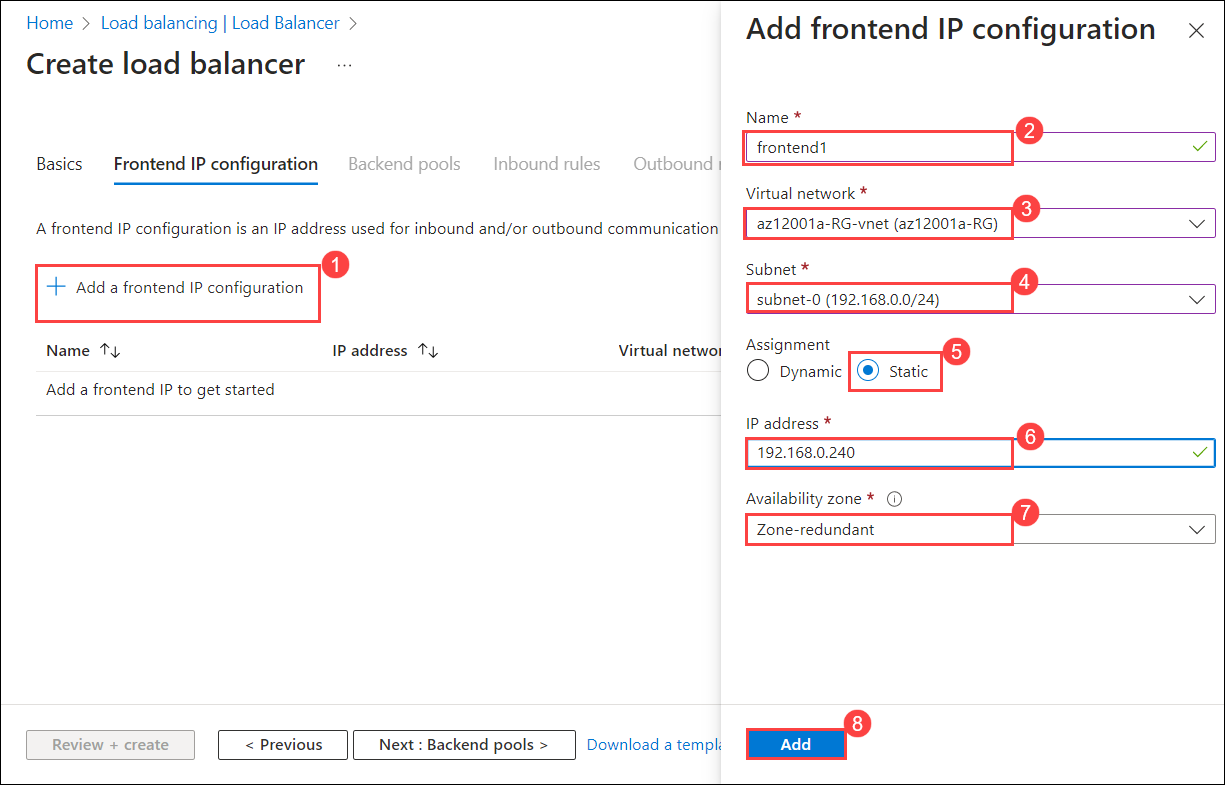 Home > Load balancing | Load Balancer >
Create load balancer ...
Basics Frontend IP configuration Backend pools Inbound rules Outbound
A frontend IP configuration is an IP address used for inbound and/or outbound communication
1
+ Add a frontend IP configuration
Name ↑↓ IP address ↑↓ Virtual networ
Add a frontend IP to get started
Review + create
< Previous
Next : Backend pools >
Download a templa
Add frontend IP configuration
Name *
2
frontend1
Virtual network *
3
az12001a-RG-vnet (az12001a-RG)
Subnet *
4
subnet-0 (192.168.0.0/24)
Assignment
5
Dynamic Static
IP address *
6
192.168.0.240
Availability zone *
7
Zone-redundant
8
Add